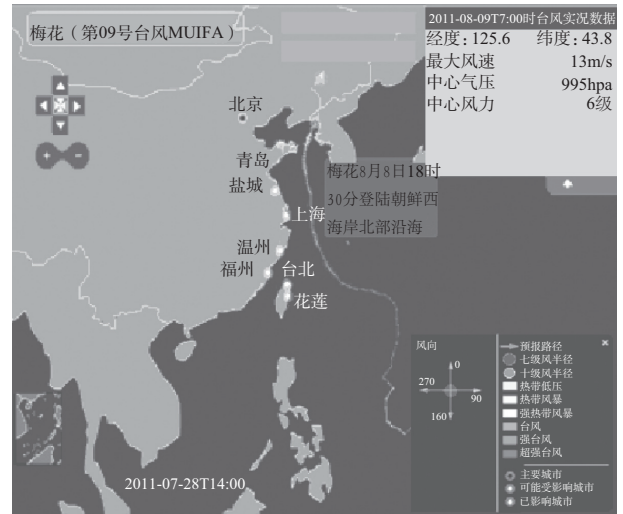 梅花（第09号台风MUIFA）
2011-08-09T7:00时台风实况数据
经度:125.6 纬度:43.8
最大风速 13m/s
中心气压 995hpa
中心风力 6级
北京
青岛
盐城
上海
温州
福州
台北
花莲
梅花8月8日18时
30分登陆朝鲜西
海岸北部沿海
风向
0
270
90
160
预报路径
七级风半径
十级风半径
热带低压
热带风暴
强热带风暴
台风
强台风
超强台风
主要城市
可能受影响城市
已影响城市
2011-07-28T14:00